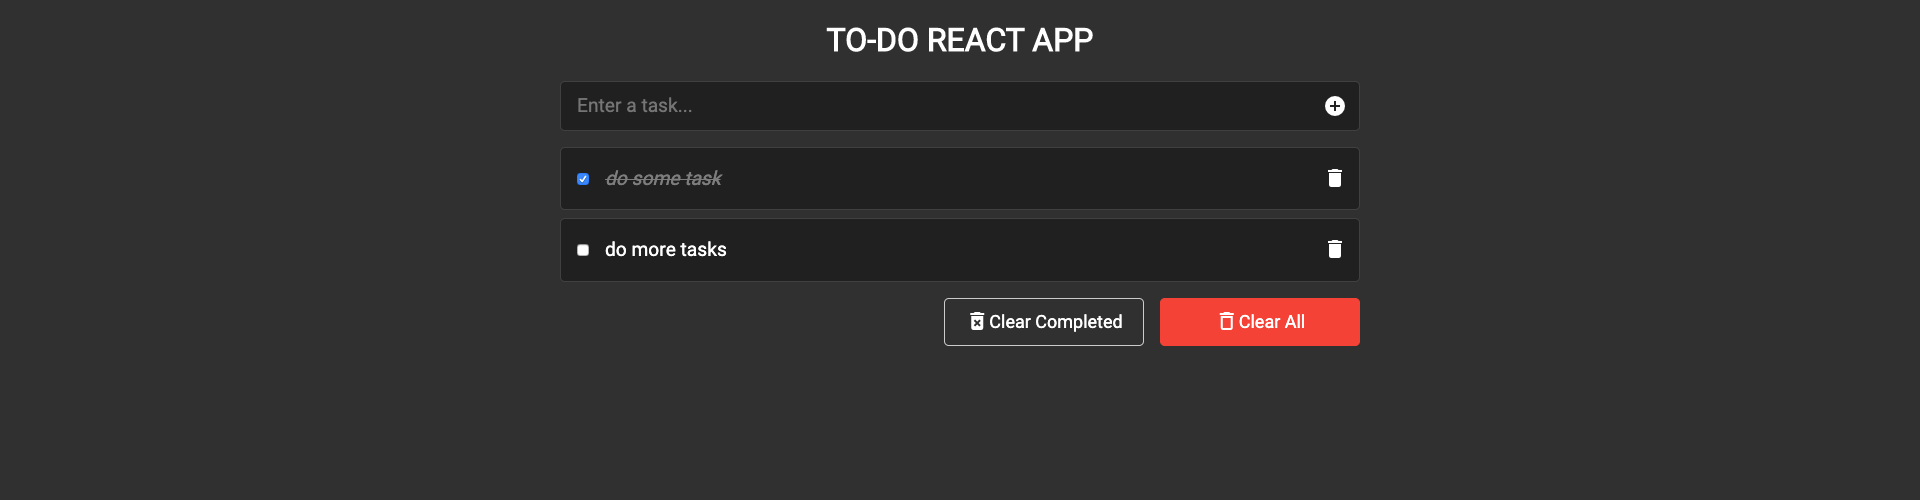 TO-DO REACT APP
Enter a task...
do some task
do more tasks
Clear Completed
Clear All